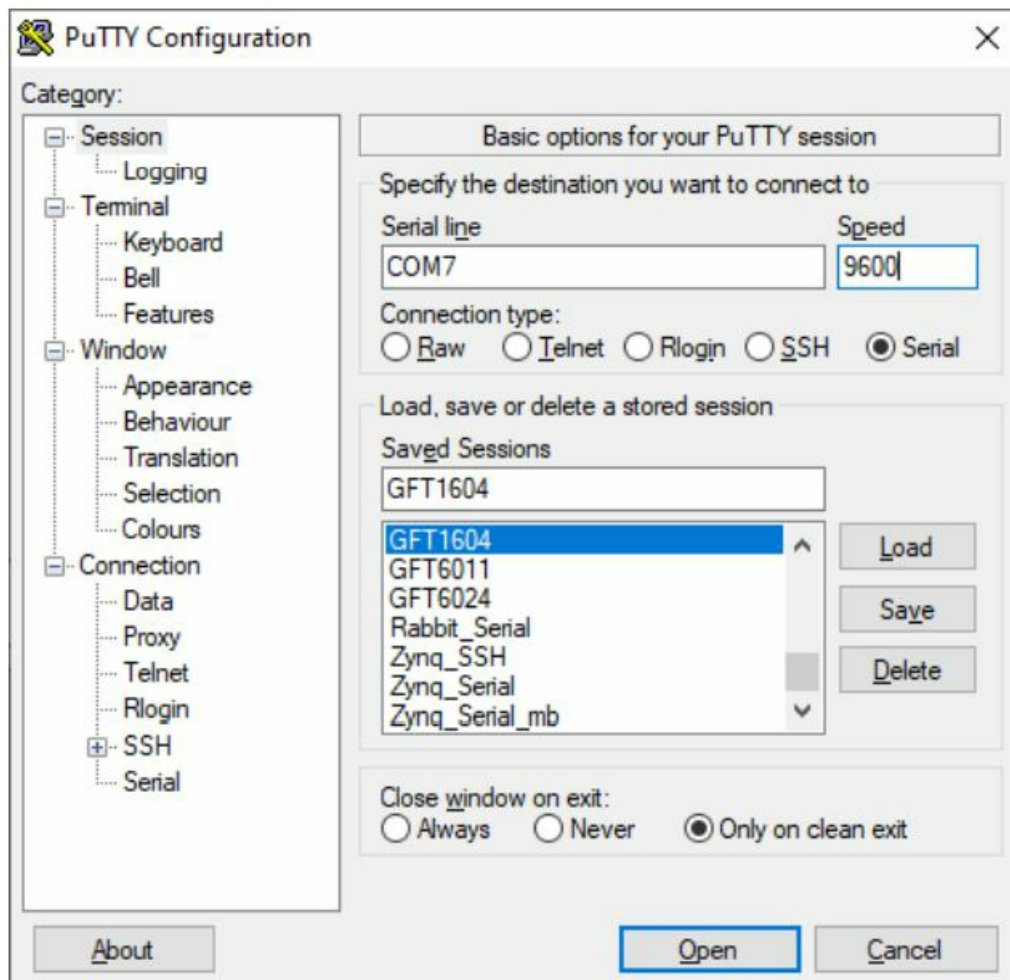 PuTTY Configuration
Category:
Session
Logging
Terminal
Keyboard
Bell
Features
Window
Appearance
Behaviour
Translation
Selection
Colours
Connection
Data
Proxy
Telnet
Rlogin
SSH
Serial
Basic options for your PuTTY session
Specify the destination you want to connect to
Serial line Speed
COM7 9600
Connection type:
Raw Telnet Rlogin SSH Serial
Load, save or delete a stored session
Saved Sessions
GFT1604
GFT1604
GFT6011
GFT6024
Rabbit_Serial
Zynq_SSH
Zynq_Serial
Zynq_Serial_mb
Load
Save
Delete
Close window on exit:
Always Never Only on clean exit
About Open Cancel